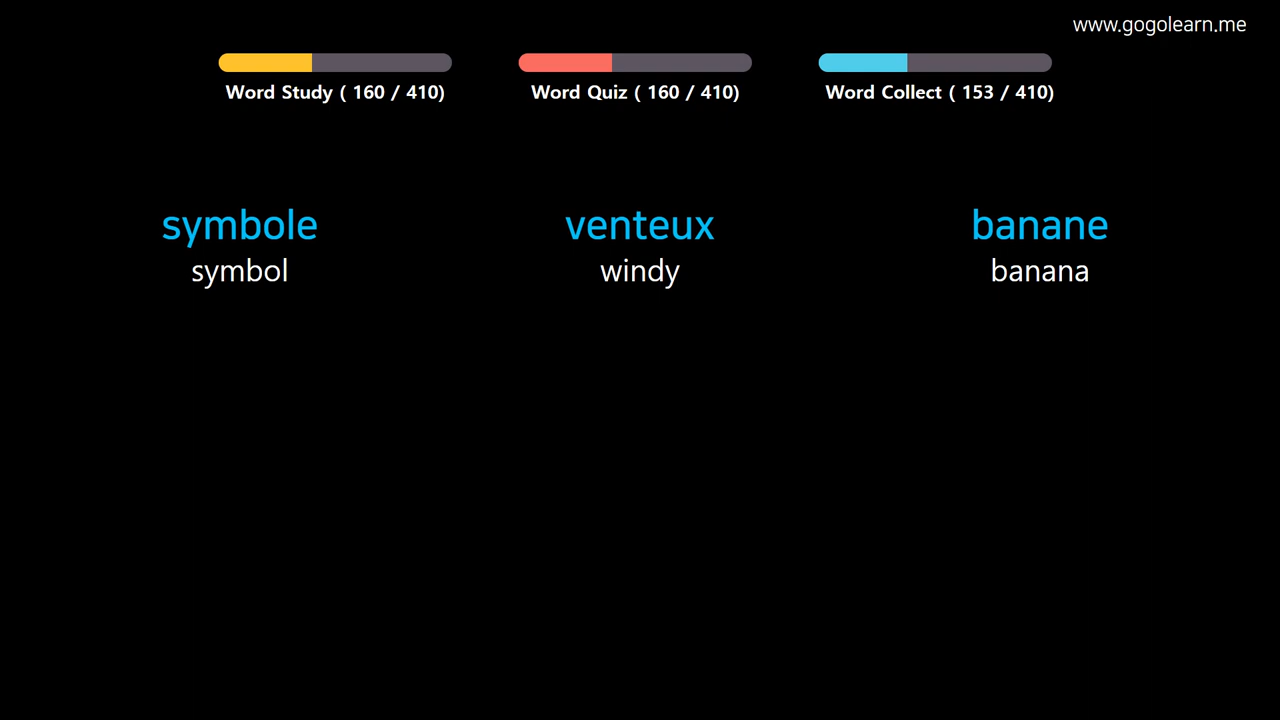 www.gogolearn.me
Word Study ( 160 / 410)
Word Quiz ( 160 / 410)
Word Collect ( 153 / 410)
symbole
symbol
venteux
windy
banane
banana